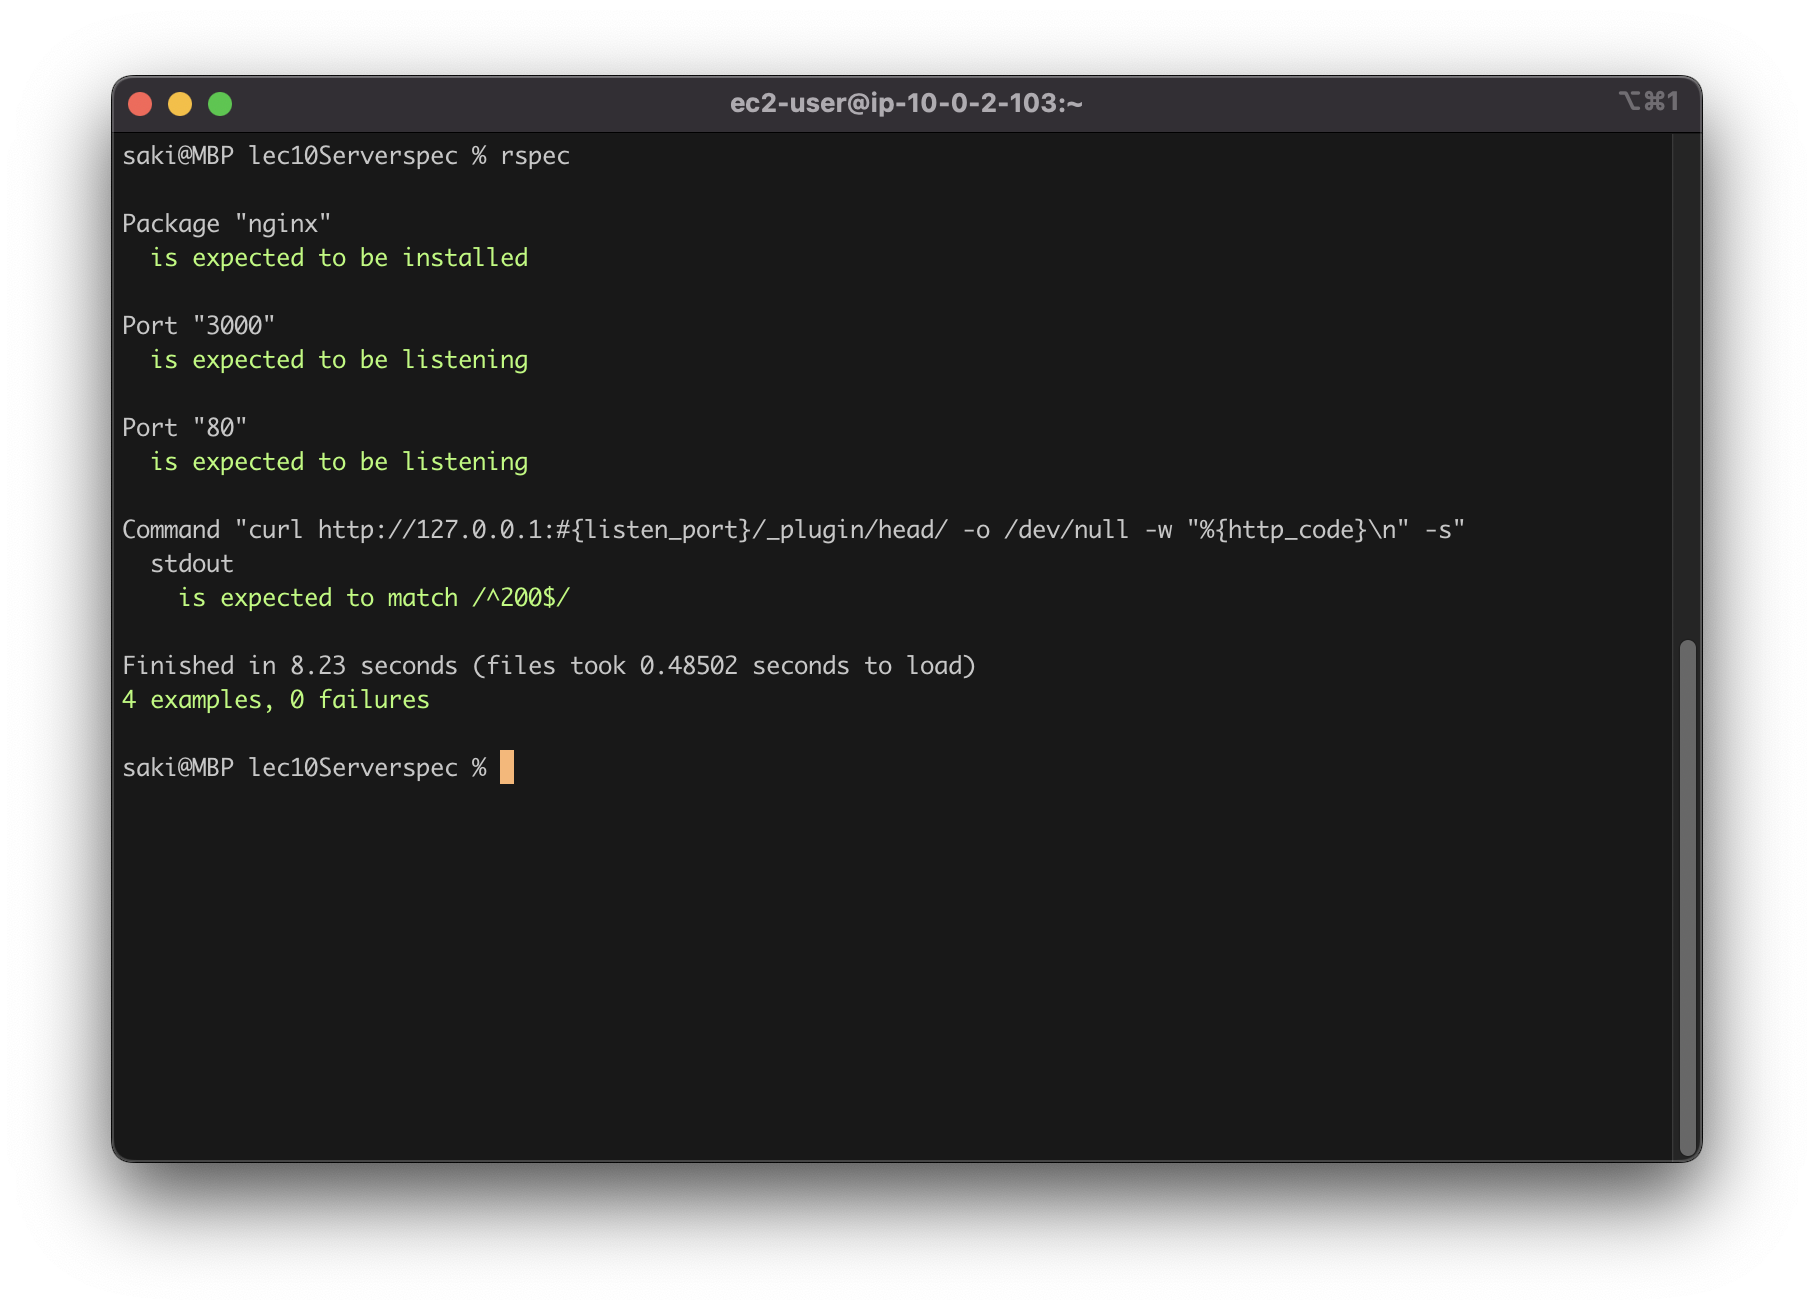 ec2-user@ip-10-0-2-103:~
⌥⌘1
saki@MBP lec10Serverspec % rspec
Package "nginx"
is expected to be installed
Port "3000"
is expected to be listening
Port "80"
is expected to be listening
Command "curl http://127.0.0.1:#{listen_port}/_plugin/head/ -o /dev/null -w "%{http_code}\n" -s"
stdout
is expected to match /^200$/
Finished in 8.23 seconds (files took 0.48502 seconds to load)
4 examples, 0 failures
saki@MBP lec10Serverspec %